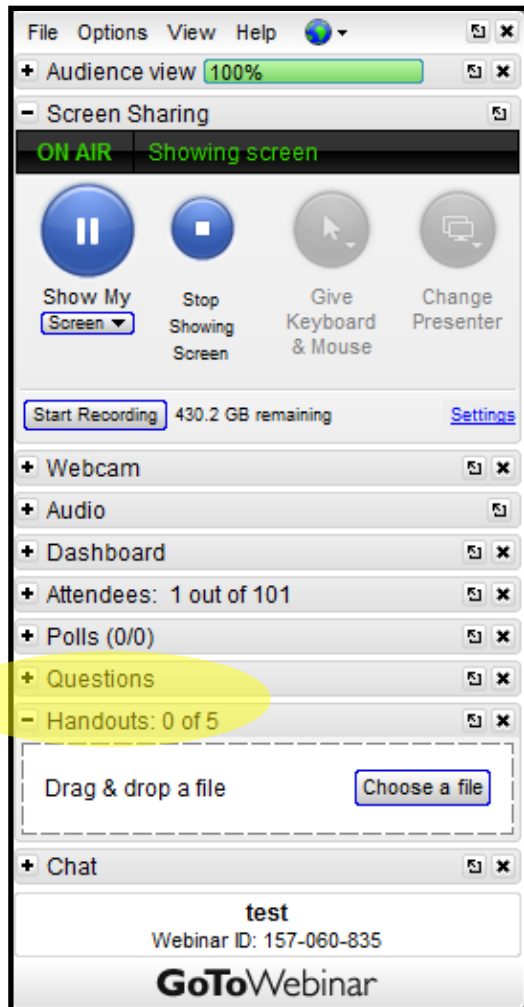 File Options View Help
Audience view 100%
Screen Sharing
ON AIR Showing screen
Show My
Screen
Stop
Showing
Screen
Give
Keyboard
& Mouse
Change
Presenter
Start Recording 430.2 GB remaining Settings
Webcam
Audio
Dashboard
Attendees: 1 out of 101
Polls (0/0)
Questions
Handouts: 0 of 5
Drag & drop a file Choose a file
Chat
test
Webinar ID: 157-060-835
GoToWebinar